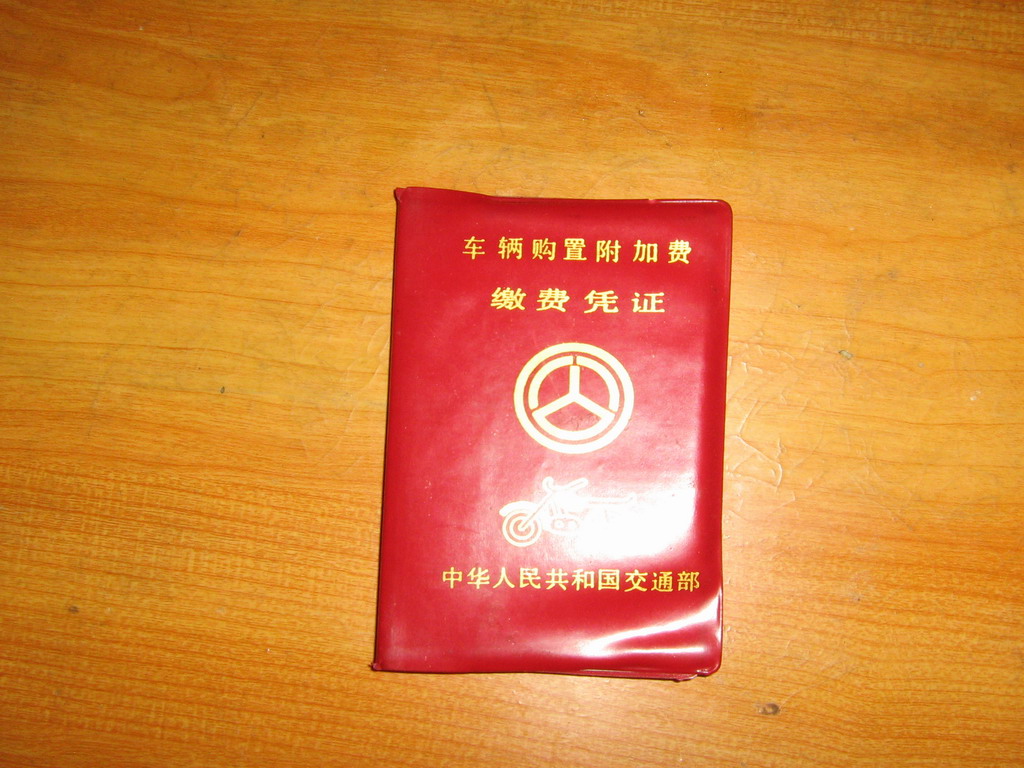 车辆购置附加费
缴费凭证
中华人民共和国交通部